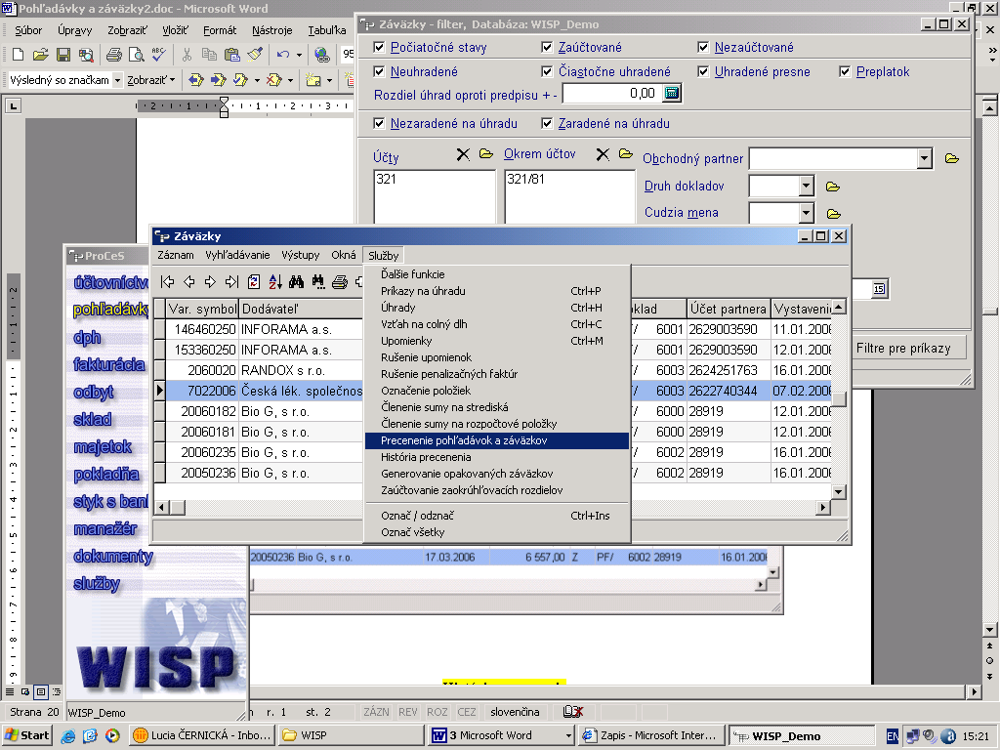 Pohľadávky a záväzky2.doc - Microsoft Word
Súbor Úpravy Zobraziť Vložiť Formát Nástroje Tabuľka
Výsledný so značkam Zobraziť
Záväzky - filter, Databáza: WISP_Demo
Počiatočné stavy Zaúčtované Nezaúčtované
Neuhradené Čiastočne uhradené Uhradené presne Preplatok
Rozdiel úhrad oproti predpisu + - 0,00
Nezaradené na úhradu Zaradené na úhradu
Účty Okrem účtov Obchodný partner
321 321/81
Druh dokladov
Cudzia mena
15
Filtre pre príkazy
ProCeS
účtovníctvo
pohľadávky
dph
fakturácia
odbyt
sklad
majetok
pokladňa
styk s bank
manažér
dokumenty
služby
WISP
WISP_Demo
Záväzky
Záznam Vyhľadávanie Výstupy Okná Služby
Var. symbol Dodávateľ klad Účet partnera Vystavenie
146460250 INFORAMA a.s. / 6001 2629003590 11.01.2006
153360250 INFORAMA a.s. / 6001 2629003590 12.01.2006
2060020 RANDOX s r.o. / 6003 2624251763 16.01.2006
7022006 Česká lék. společnos / 6003 2622740344 07.02.2006
20060182 Bio G, s r.o. / 6000 28919 12.01.2006
20060181 Bio G, s r.o. / 6000 28919 12.01.2006
20060235 Bio G, s r.o. / 6002 28919 16.01.2006
20050236 Bio G, s r.o. / 6002 28919 16.01.2006
Ďalšie funkcie
Príkazy na úhradu Ctrl+P
Úhrady Ctrl+H
Vzťah na colný dlh Ctrl+C
Upomienky Ctrl+M
Rušenie upomienok
Rušenie penalizačných faktúr
Označenie položiek
Členenie sumy na strediská
Členenie sumy na rozpočtové položky
Precenenie pohľadávok a záväzkov
História precenenia
Generovanie opakovaných záväzkov
Zaúčtovanie zaokrúhľovacích rozdielov
Označ / odznač Ctrl+Ins
Označ všetky
20050236 Bio G, s r.o. 17.03.2006 6 557,00 Z PF/ 6002 28919 16.01.200
Strana 20 r. 1 st. 2 ZÁZN REV ROZ CEZ slovenčina
Start Lucia ČERNICKÁ - Inbo... WISP 3 Microsoft Word Zapis - Microsoft Inter... WISP_Demo EN 15:21